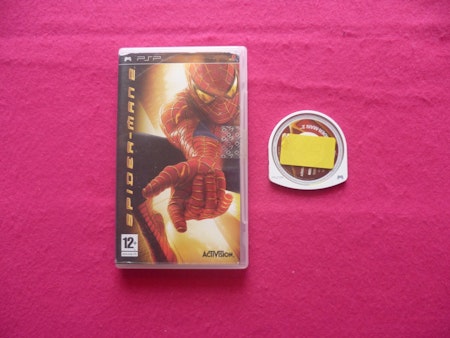 PSP
SPIDER-MAN 2
12+
ACTIVISION